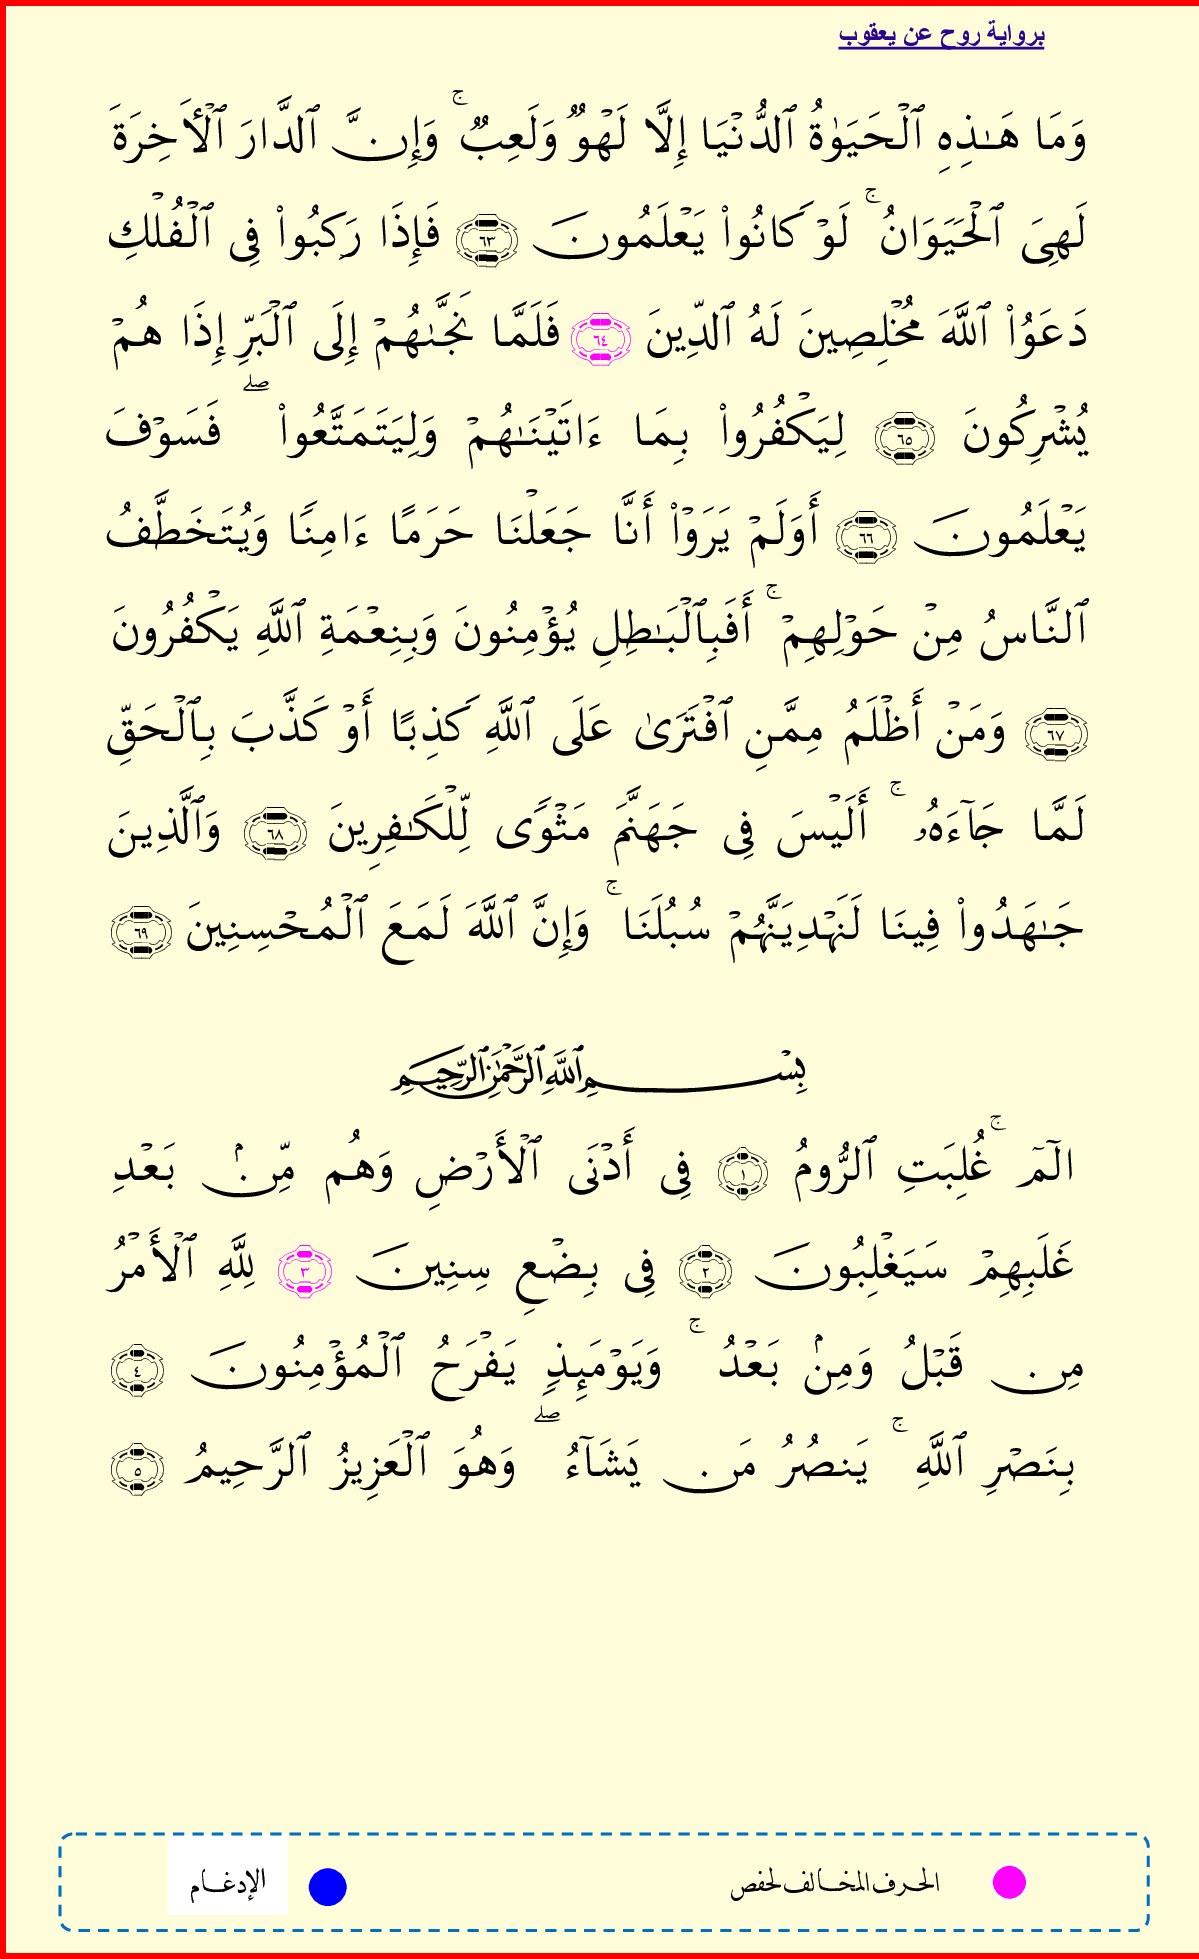 برواية روح عن يعقوب
وَمَا هَـٰذِهِ ٱلْحَيَوٰةُ ٱلدُّنْيَا إِلَّا لَهْوٌ وَلَعِبٌ ۚ وَإِنَّ ٱلدَّارَ ٱلْأَخِرَةَ
لَهِىَ ٱلْحَيَوَانُ ۚ لَوْ كَانُوا۟ يَعْلَمُونَ ٦٣ فَإِذَا رَكِبُوا۟ فِى ٱلْفُلْكِ
دَعَوُا۟ ٱللَّهَ مُخْلِصِينَ لَهُ ٱلدِّينَ ٦٤ فَلَمَّا نَجَّىٰهُمْ إِلَى ٱلْبَرِّ إِذَا هُمْ
يُشْرِكُونَ ٦٥ لِيَكْفُرُوا۟ بِمَا ءَاتَيْنَـٰهُمْ وَلِيَتَمَتَّعُوا۟ ۖ فَسَوْفَ
يَعْلَمُونَ ٦٦ أَوَلَمْ يَرَوْا۟ أَنَّا جَعَلْنَا حَرَمًا ءَامِنًا وَيُتَخَطَّفُ
ٱلنَّاسُ مِنْ حَوْلِهِمْ ۚ أَفَبِٱلْبَـٰطِلِ يُؤْمِنُونَ وَبِنِعْمَةِ ٱللَّهِ يَكْفُرُونَ
٦٧ وَمَنْ أَظْلَمُ مِمَّنِ ٱفْتَرَىٰ عَلَى ٱللَّهِ كَذِبًا أَوْ كَذَّبَ بِٱلْحَقِّ
لَمَّا جَآءَهُۥ ۚ أَلَيْسَ فِى جَهَنَّمَ مَثْوًى لِّلْكَـٰفِرِينَ ٦٨ وَٱلَّذِينَ
جَـٰهَدُوا۟ فِينَا لَنَهْدِيَنَّهُمْ سُبُلَنَا ۚ وَإِنَّ ٱللَّهَ لَمَعَ ٱلْمُحْسِنِينَ ٦٩
بِسْمِ ٱللَّهِ ٱلرَّحْمَـٰنِ ٱلرَّحِيمِ
الٓمٓ ۚ غُلِبَتِ ٱلرُّومُ ١ فِى أَدْنَى ٱلْأَرْضِ وَهُم مِّنۢ بَعْدِ
غَلَبِهِمْ سَيَغْلِبُونَ ٢ فِى بِضْعِ سِنِينَ ٣ لِلَّهِ ٱلْأَمْرُ
مِن قَبْلُ وَمِنۢ بَعْدُ ۚ وَيَوْمَئِذٍ يَفْرَحُ ٱلْمُؤْمِنُونَ ٤
بِنَصْرِ ٱللَّهِ ۚ يَنصُرُ مَن يَشَآءُ ۖ وَهُوَ ٱلْعَزِيزُ ٱلرَّحِيمُ ٥
الحرف المخالف لحفص الإدغام